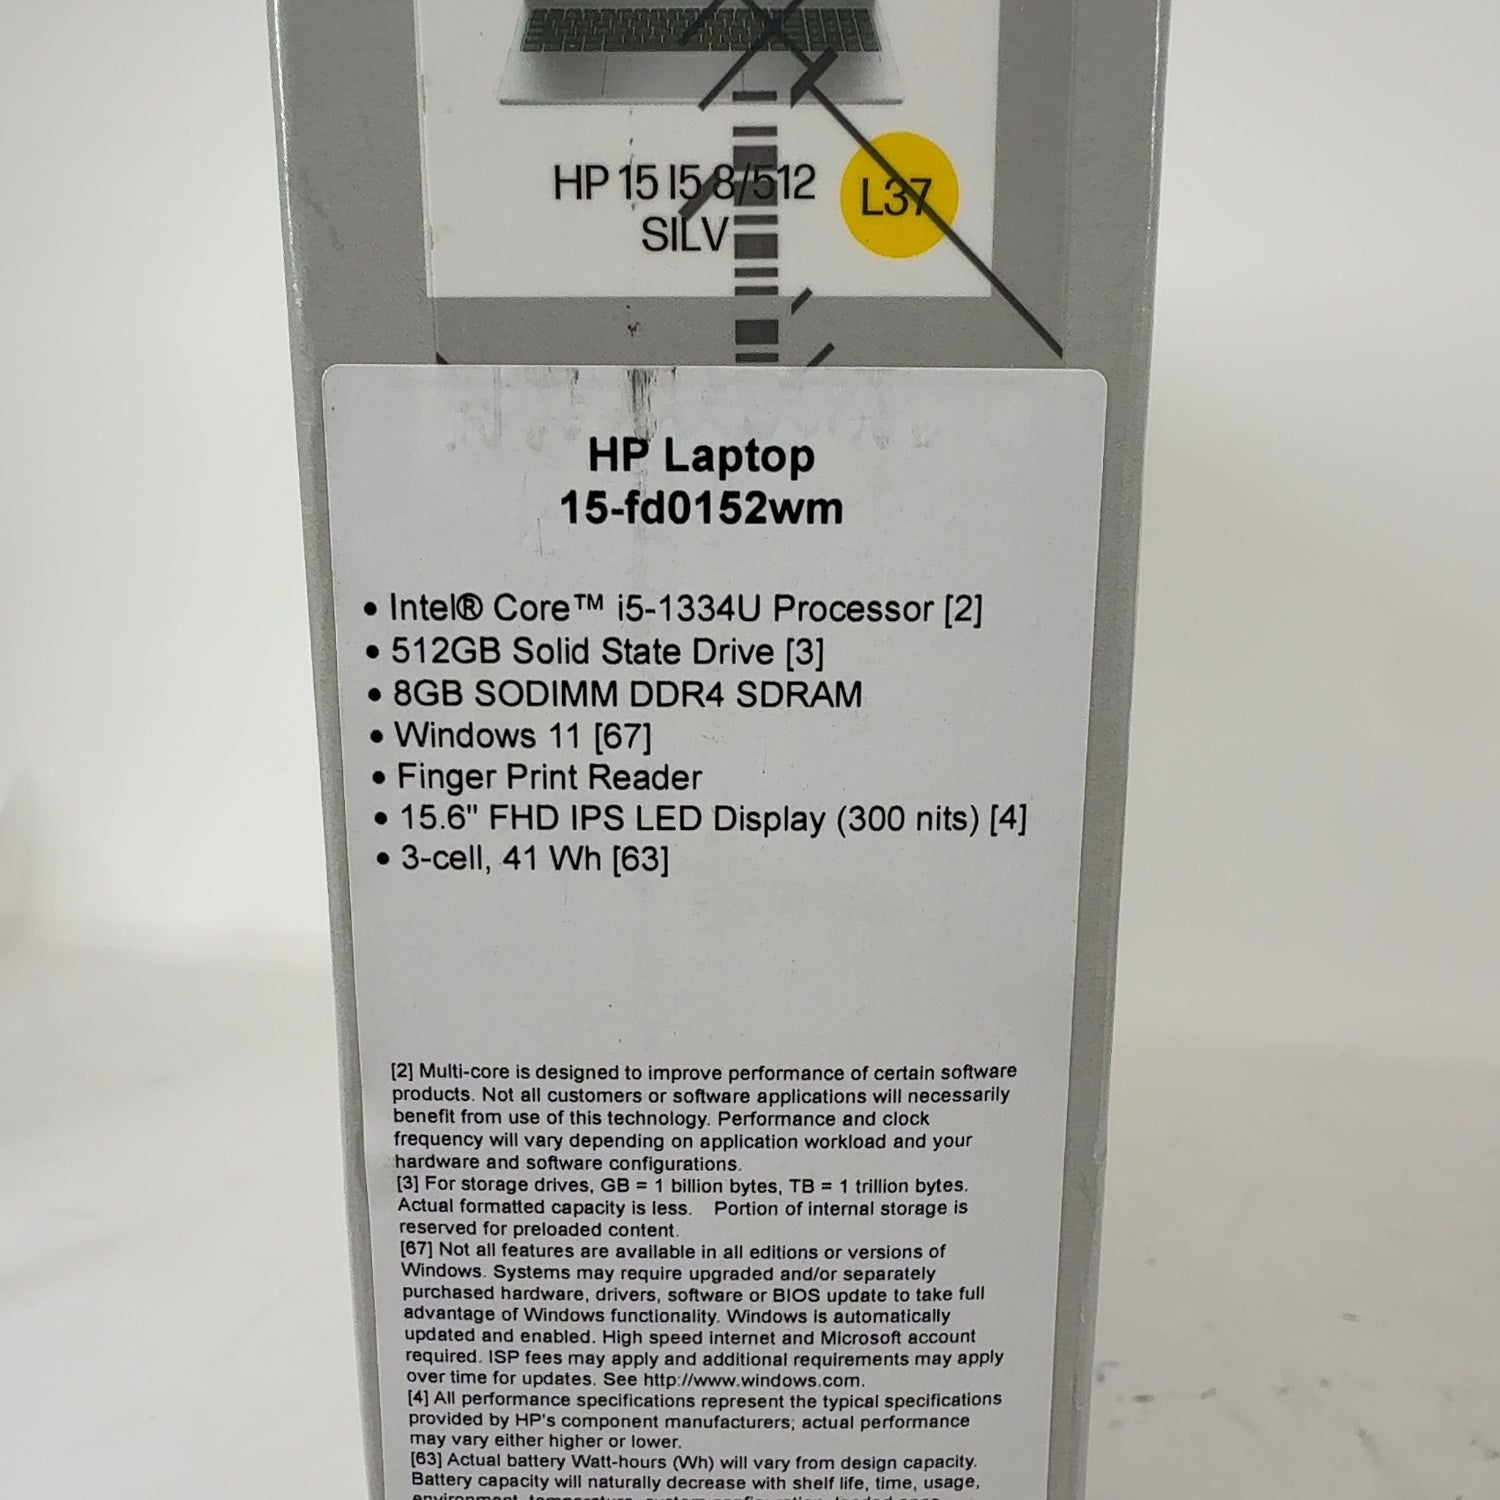 HP 15 I5 8/512
SILV
L37
HP Laptop
15-fd0152wm
• Intel® Core™ i5-1334U Processor [2]
• 512GB Solid State Drive [3]
• 8GB SODIMM DDR4 SDRAM
• Windows 11 [67]
• Finger Print Reader
• 15.6" FHD IPS LED Display (300 nits) [4]
• 3-cell, 41 Wh [63]
[2] Multi-core is designed to improve performance of certain software
products. Not all customers or software applications will necessarily
benefit from use of this technology. Performance and clock
frequency will vary depending on application workload and your
hardware and software configurations.
[3] For storage drives, GB = 1 billion bytes, TB = 1 trillion bytes.
Actual formatted capacity is less. Portion of internal storage is
reserved for preloaded content.
[67] Not all features are available in all editions or versions of
Windows. Systems may require upgraded and/or separately
purchased hardware, drivers, software or BIOS update to take full
advantage of Windows functionality. Windows is automatically
updated and enabled. High speed internet and Microsoft account
required. ISP fees may apply and additional requirements may apply
over time for updates. See http://www.windows.com.
[4] All performance specifications represent the typical specifications
provided by HP's component manufacturers; actual performance
may vary either higher or lower.
[63] Actual battery Watt-hours (Wh) will vary from design capacity.
Battery capacity will naturally decrease with shelf life, time, usage,